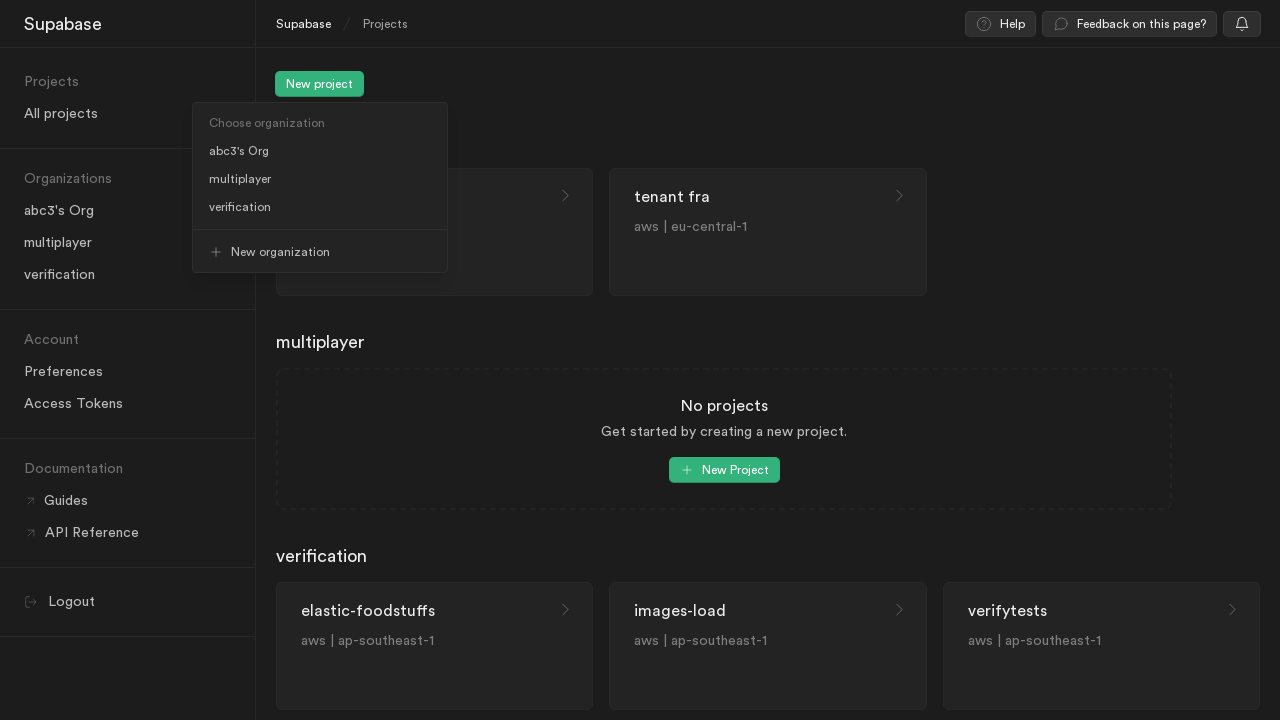 Supabase
Supabase / Projects
Help
Feedback on this page?
Projects
All projects
Organizations
abc3's Org
multiplayer
verification
Account
Preferences
Access Tokens
Documentation
Guides
API Reference
Logout
New project
Choose organization
abc3's Org
multiplayer
verification
New organization
tenant fra
aws | eu-central-1
multiplayer
No projects
Get started by creating a new project.
New Project
verification
elastic-foodstuffs
aws | ap-southeast-1
images-load
aws | ap-southeast-1
verifytests
aws | ap-southeast-1